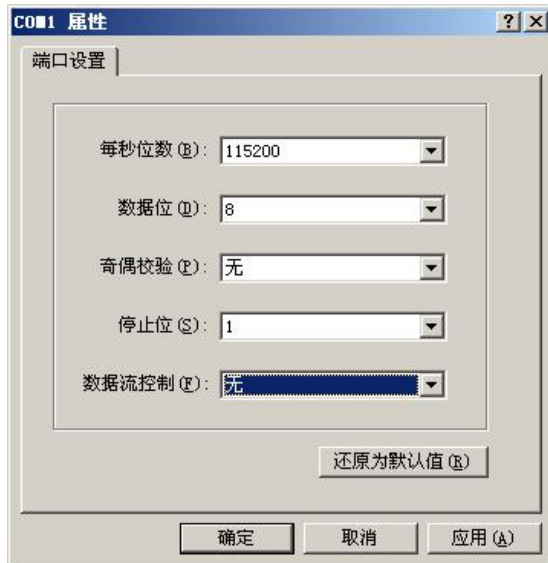 COM1 属性
端口设置
每秒位数(B): 115200
数据位(D): 8
奇偶校验(P): 无
停止位(S): 1
数据流控制(F): 无
还原为默认值(R)
确定 取消 应用(A)